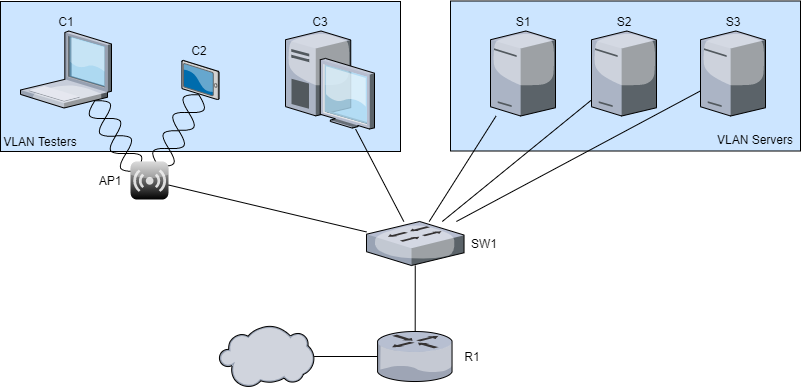 C1
C2
C3
S1
S2
S3
VLAN Testers
VLAN Servers
AP1
SW1
R1